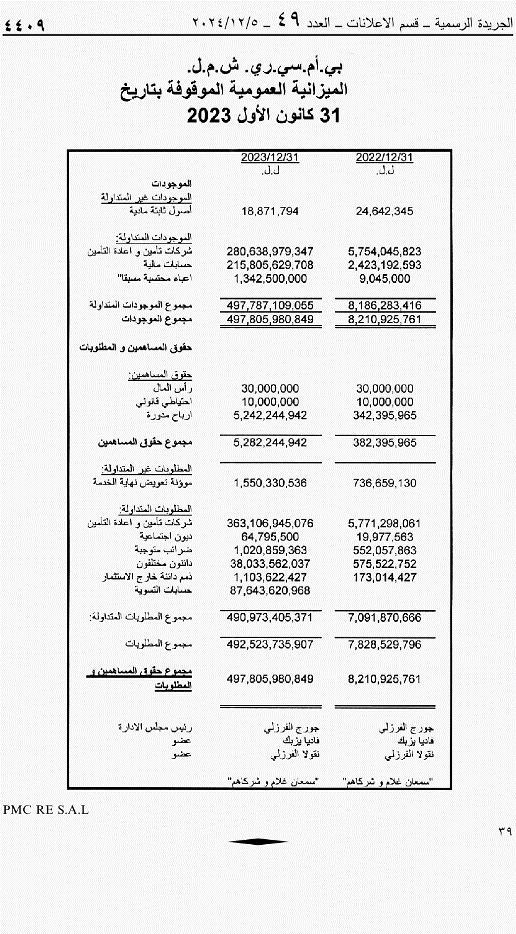 الجريدة الرسمية – قسم الاعلانات – العدد ٤٩ – ٢٠٢٤/١٢/٥ ٤٤٠٩
بي.أم.سي.ري. ش.م.ل.
الميزانية العمومية الموقوفة بتاريخ
31 كانون الأول 2023
2023/12/31 2022/12/31
ل.ل. ل.ل.
الموجودات
الموجودات غير المتداولة
أصول ثابتة مادية 18,871,794 24,642,345
الموجودات المتداولة:
شركات تأمين و اعادة التأمين 280,638,979,347 5,754,045,823
حسابات مالية 215,805,629,708 2,423,192,593
اعباء محتسبة مسبقا" 1,342,500,000 9,045,000
مجموع الموجودات المتداولة 497,787,109,055 8,186,283,416
مجموع الموجودات 497,805,980,849 8,210,925,761
حقوق المساهمين و المطلوبات
حقوق المساهمين:
رأس المال 30,000,000 30,000,000
احتياطي قانوني 10,000,000 10,000,000
ارباح مدورة 5,242,244,942 342,395,965
مجموع حقوق المساهمين 5,282,244,942 382,395,965
المطلوبات غير المتداولة:
مؤونة تعويض نهاية الخدمة 1,550,330,536 736,659,130
المطلوبات المتداولة:
شركات تأمين و اعادة التأمين 363,106,945,076 5,771,298,061
ديون اجتماعية 64,795,500 19,977,563
ضرائب متوجبة 1,020,859,363 552,057,863
دائنون مختلفون 38,033,562,037 575,522,752
ذمم دائنة خارج الاستثمار 1,103,622,427 173,014,427
حسابات التسوية 87,643,620,968
مجموع المطلوبات المتداولة: 490,973,405,371 7,091,870,666
مجموع المطلوبات 492,523,735,907 7,828,529,796
مجموع حقوق المساهمين و
المطلوبات 497,805,980,849 8,210,925,761
رئيس مجلس الادارة جورج الفرزلي جورج الفرزلي
عضو فاديا يزبك فاديا يزبك
عضو نقولا الفرزلي نقولا الفرزلي
"سمعان غلام و شركاهم" "سمعان غلام و شركاهم"
PMC RE S.A.L
٣٩